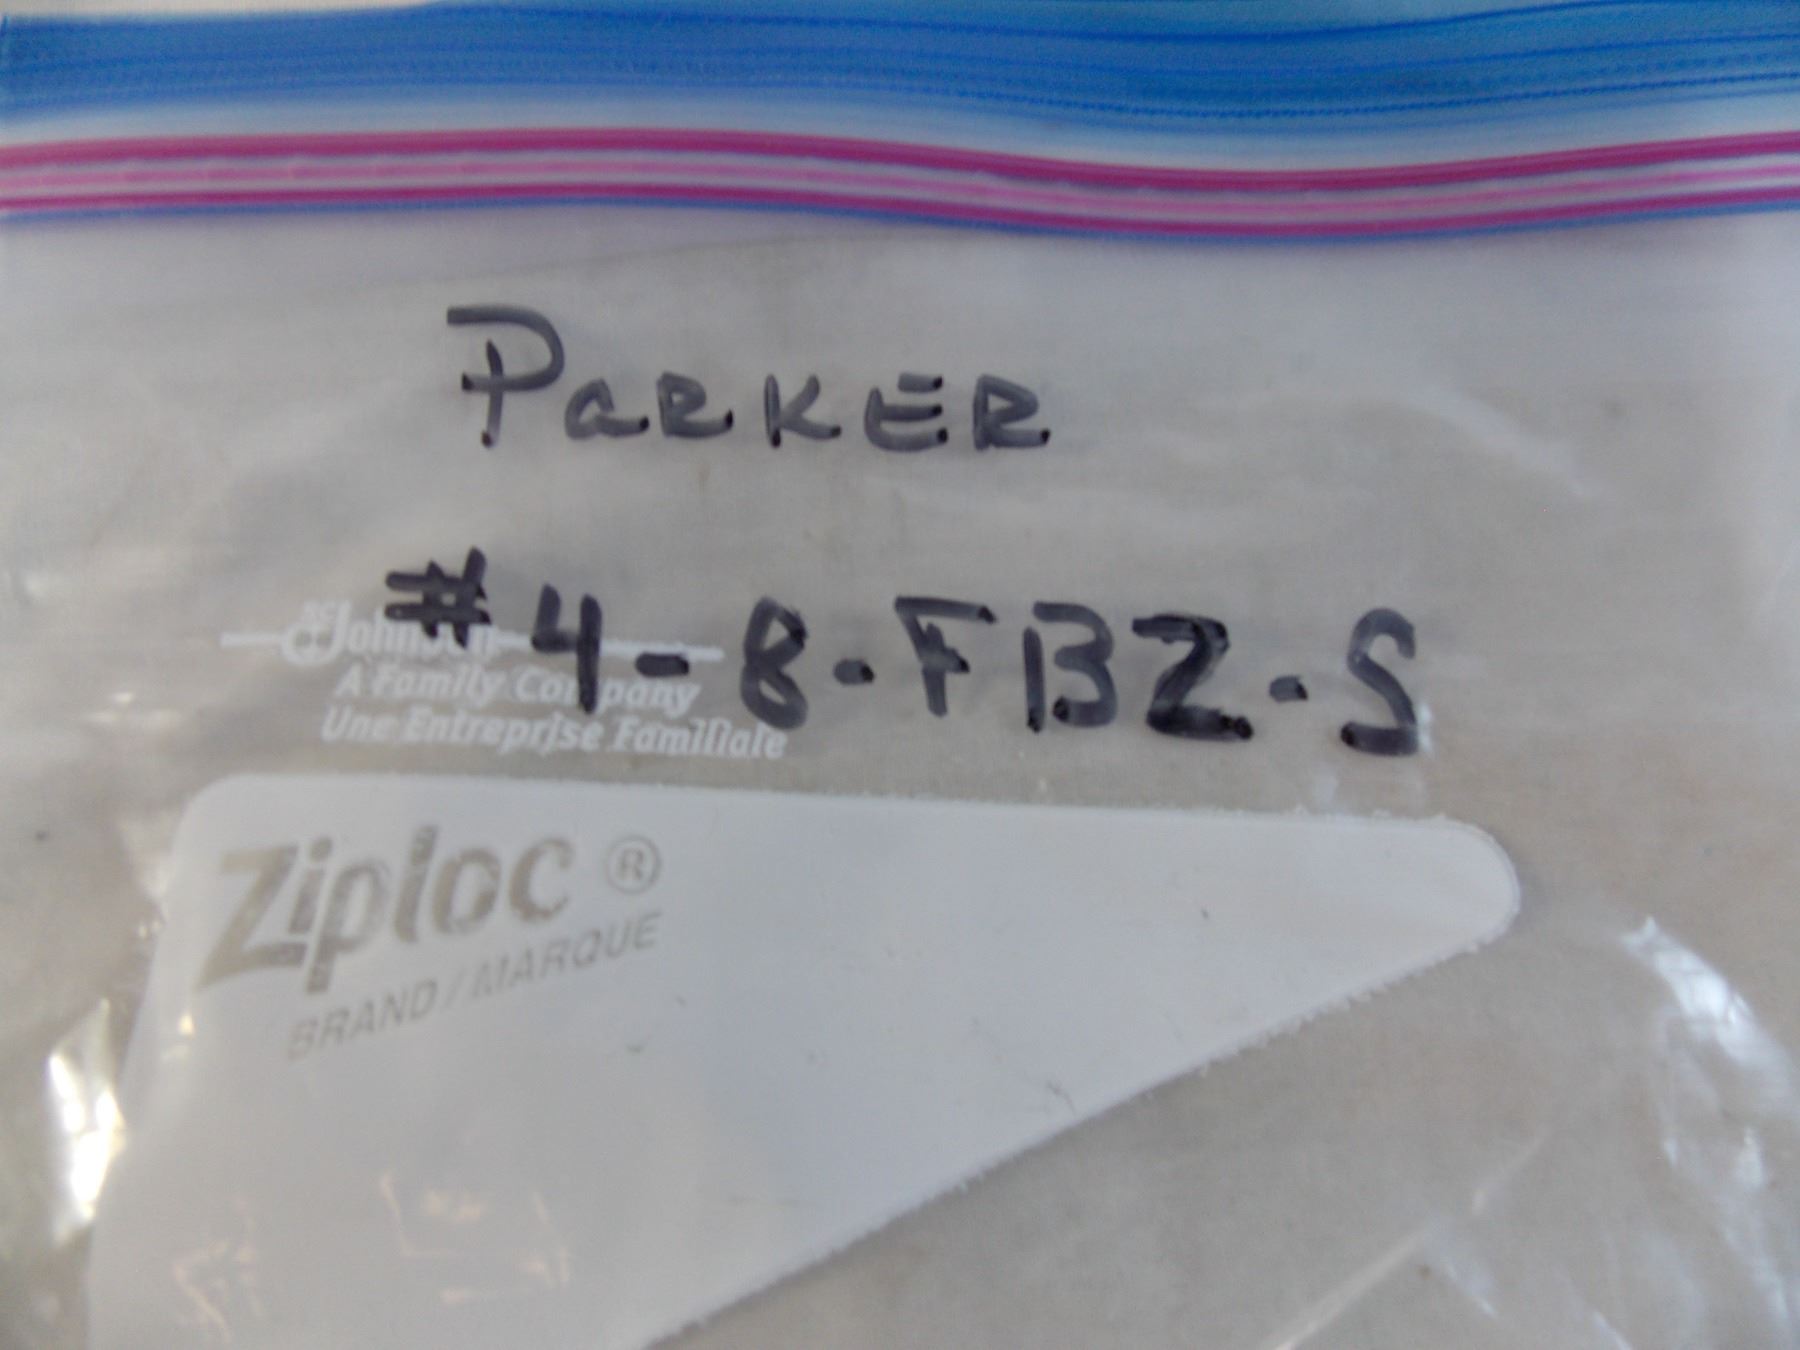 PARKER
#4-8-FBZ-S
SC Johnson
A Family Company
Une Entreprise Familiale
Ziploc®
BRAND/MARQUE